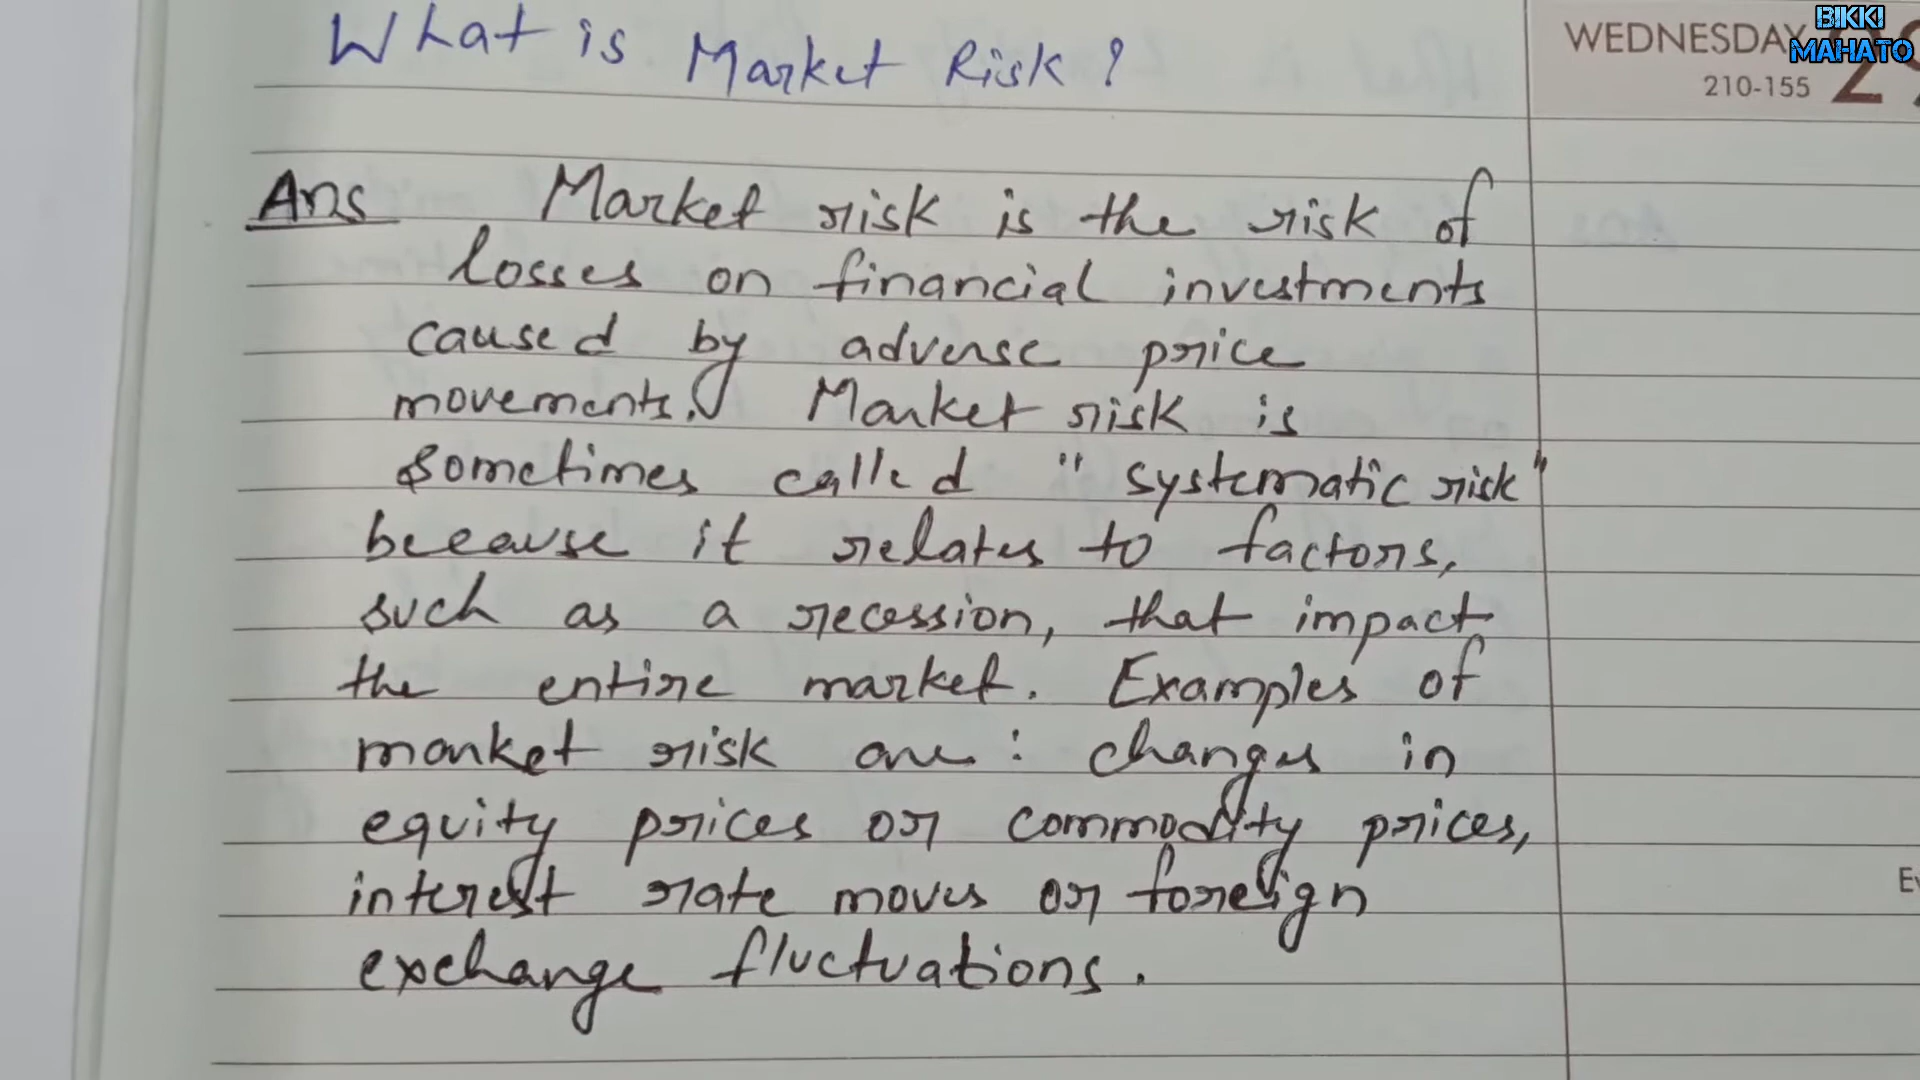 What is Market Risk?
WEDNESDAY 29
210-155
BIKKI
MAHATO
Ans Market risk is the risk of
losses on financial investments
caused by adverse price
movements. Market risk is
sometimes called "systematic risk"
because it relates to factors,
such as a recession, that impact
the entire market. Examples of
market risk are: changes in
equity prices or commodity prices,
interest rate moves or foreign
exchange fluctuations.